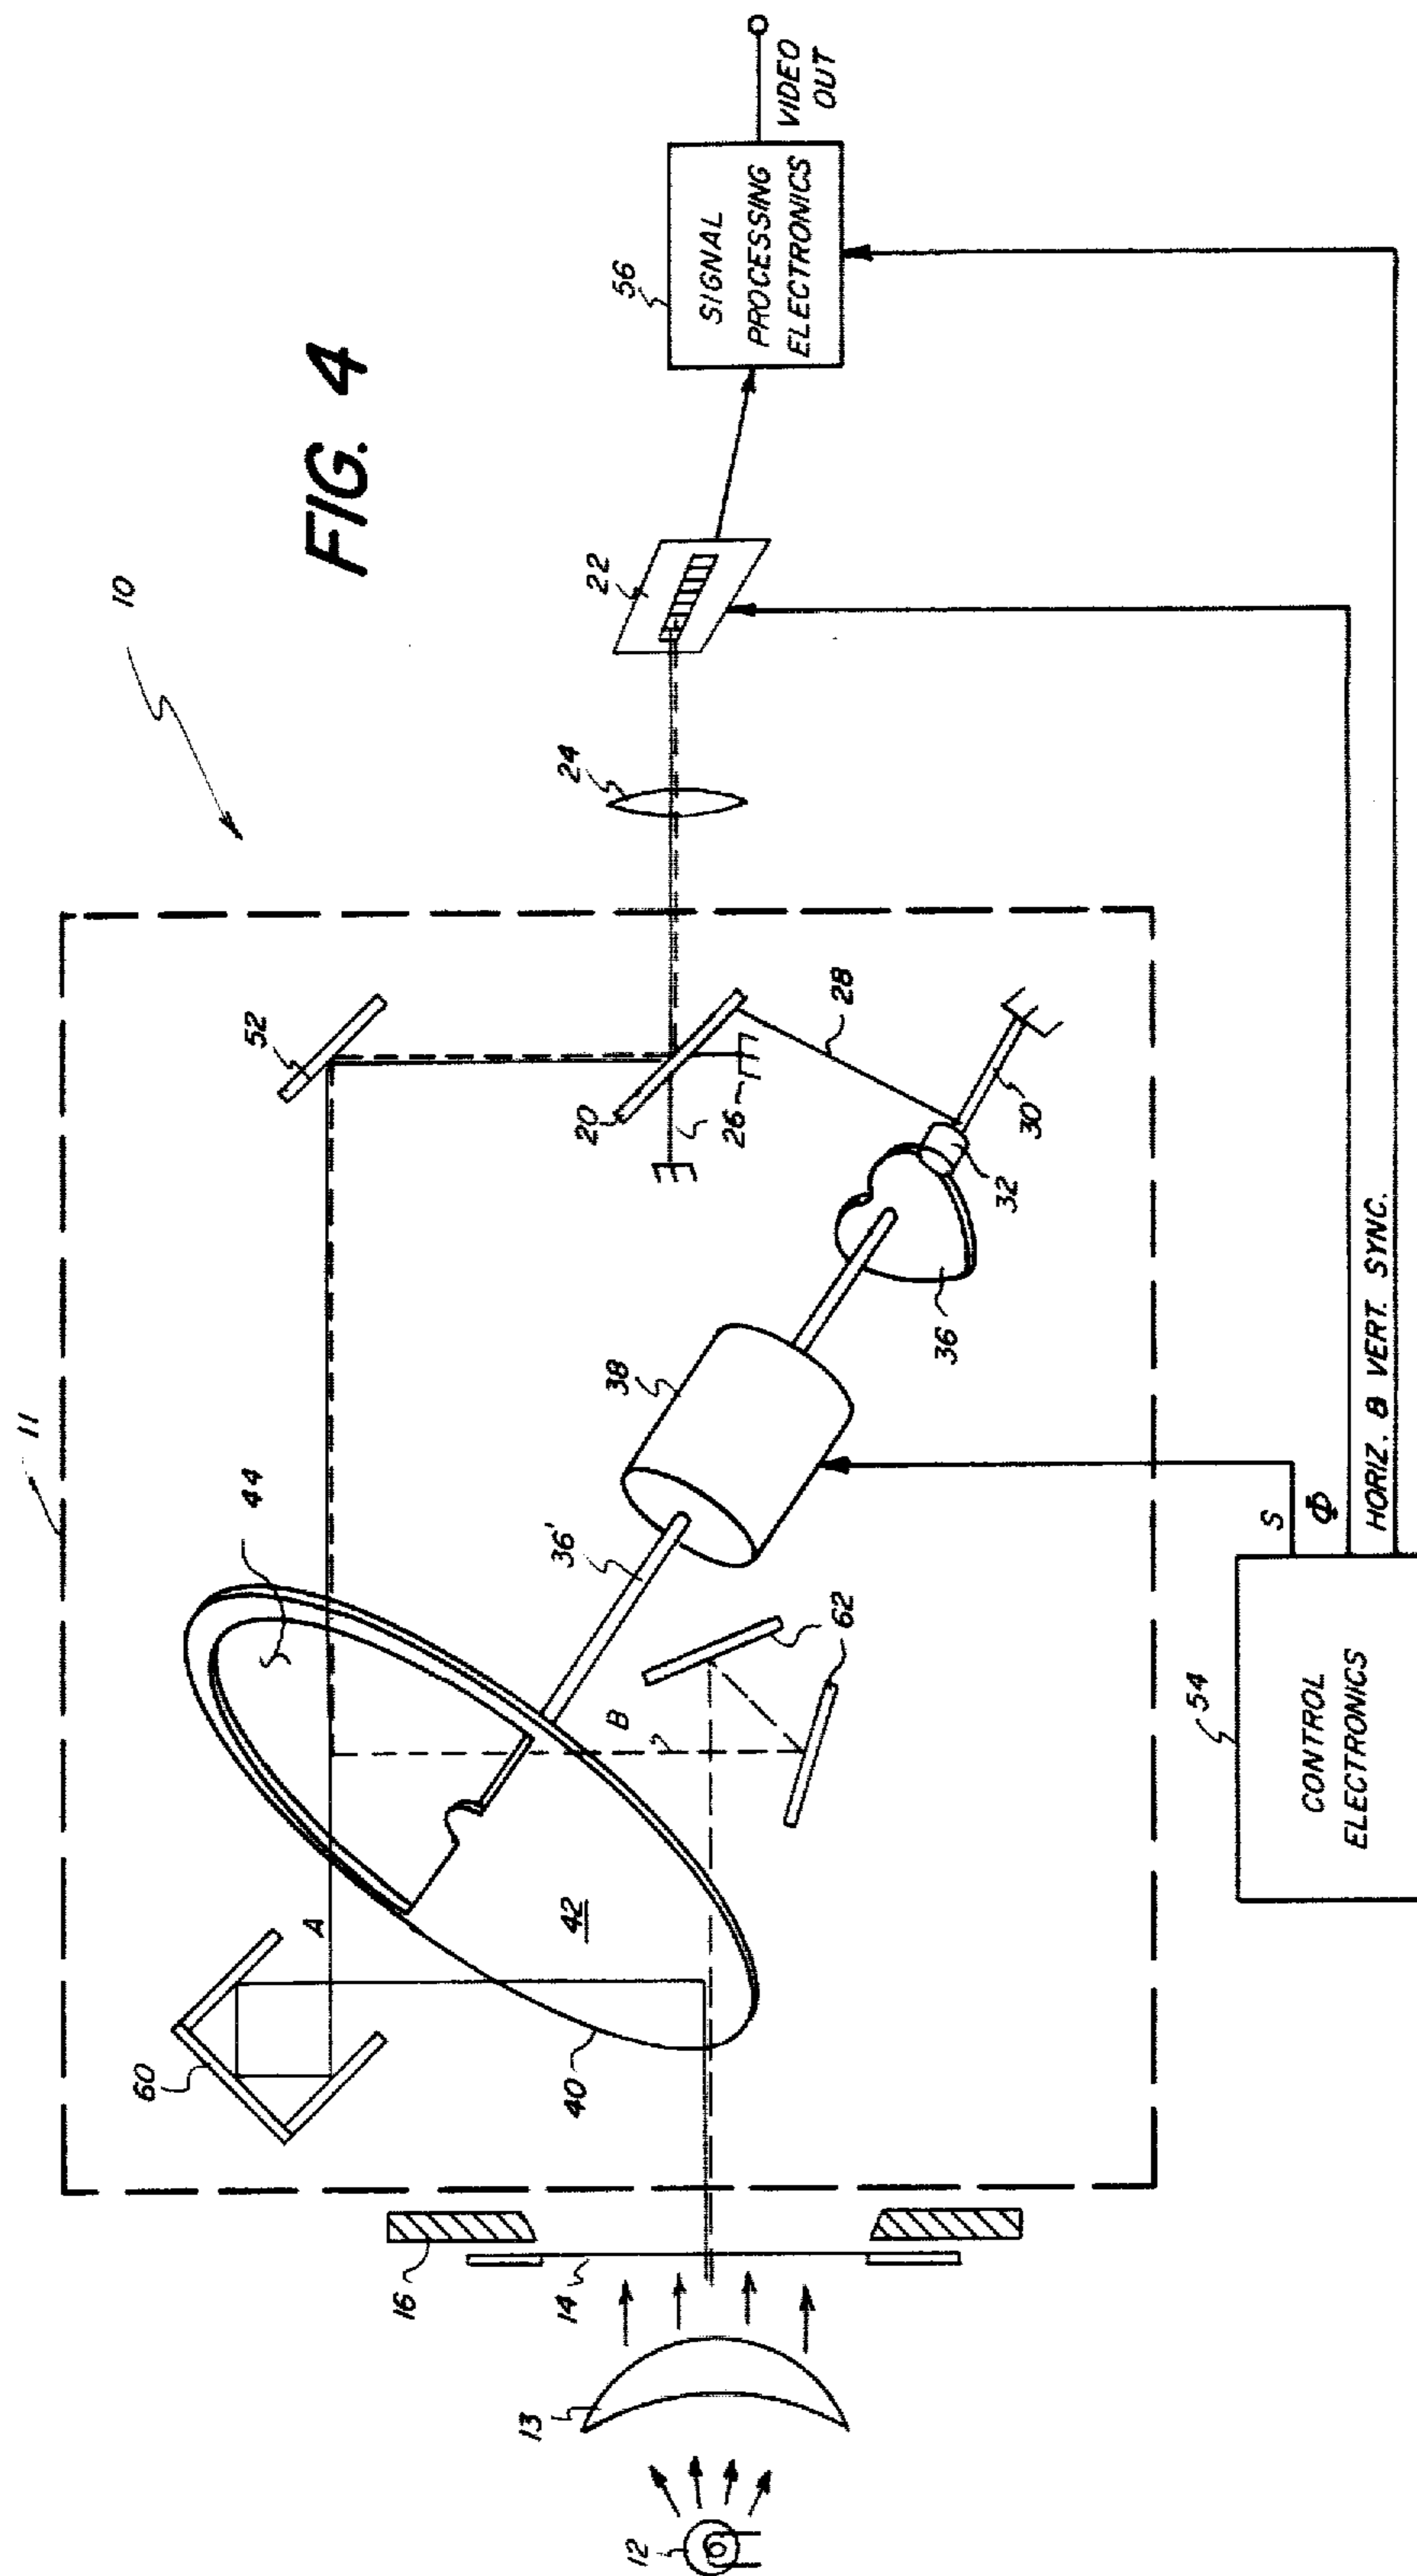 FIG. 4
10
11
52
44
20
26
28
30
32
36
38
36'
62
B
A
60
40
42
16
14
13
12
24
22
56
SIGNAL
PROCESSING
ELECTRONICS
VIDEO
OUT
S
Φ
HORIZ. & VERT. SYNC.
54
CONTROL
ELECTRONICS